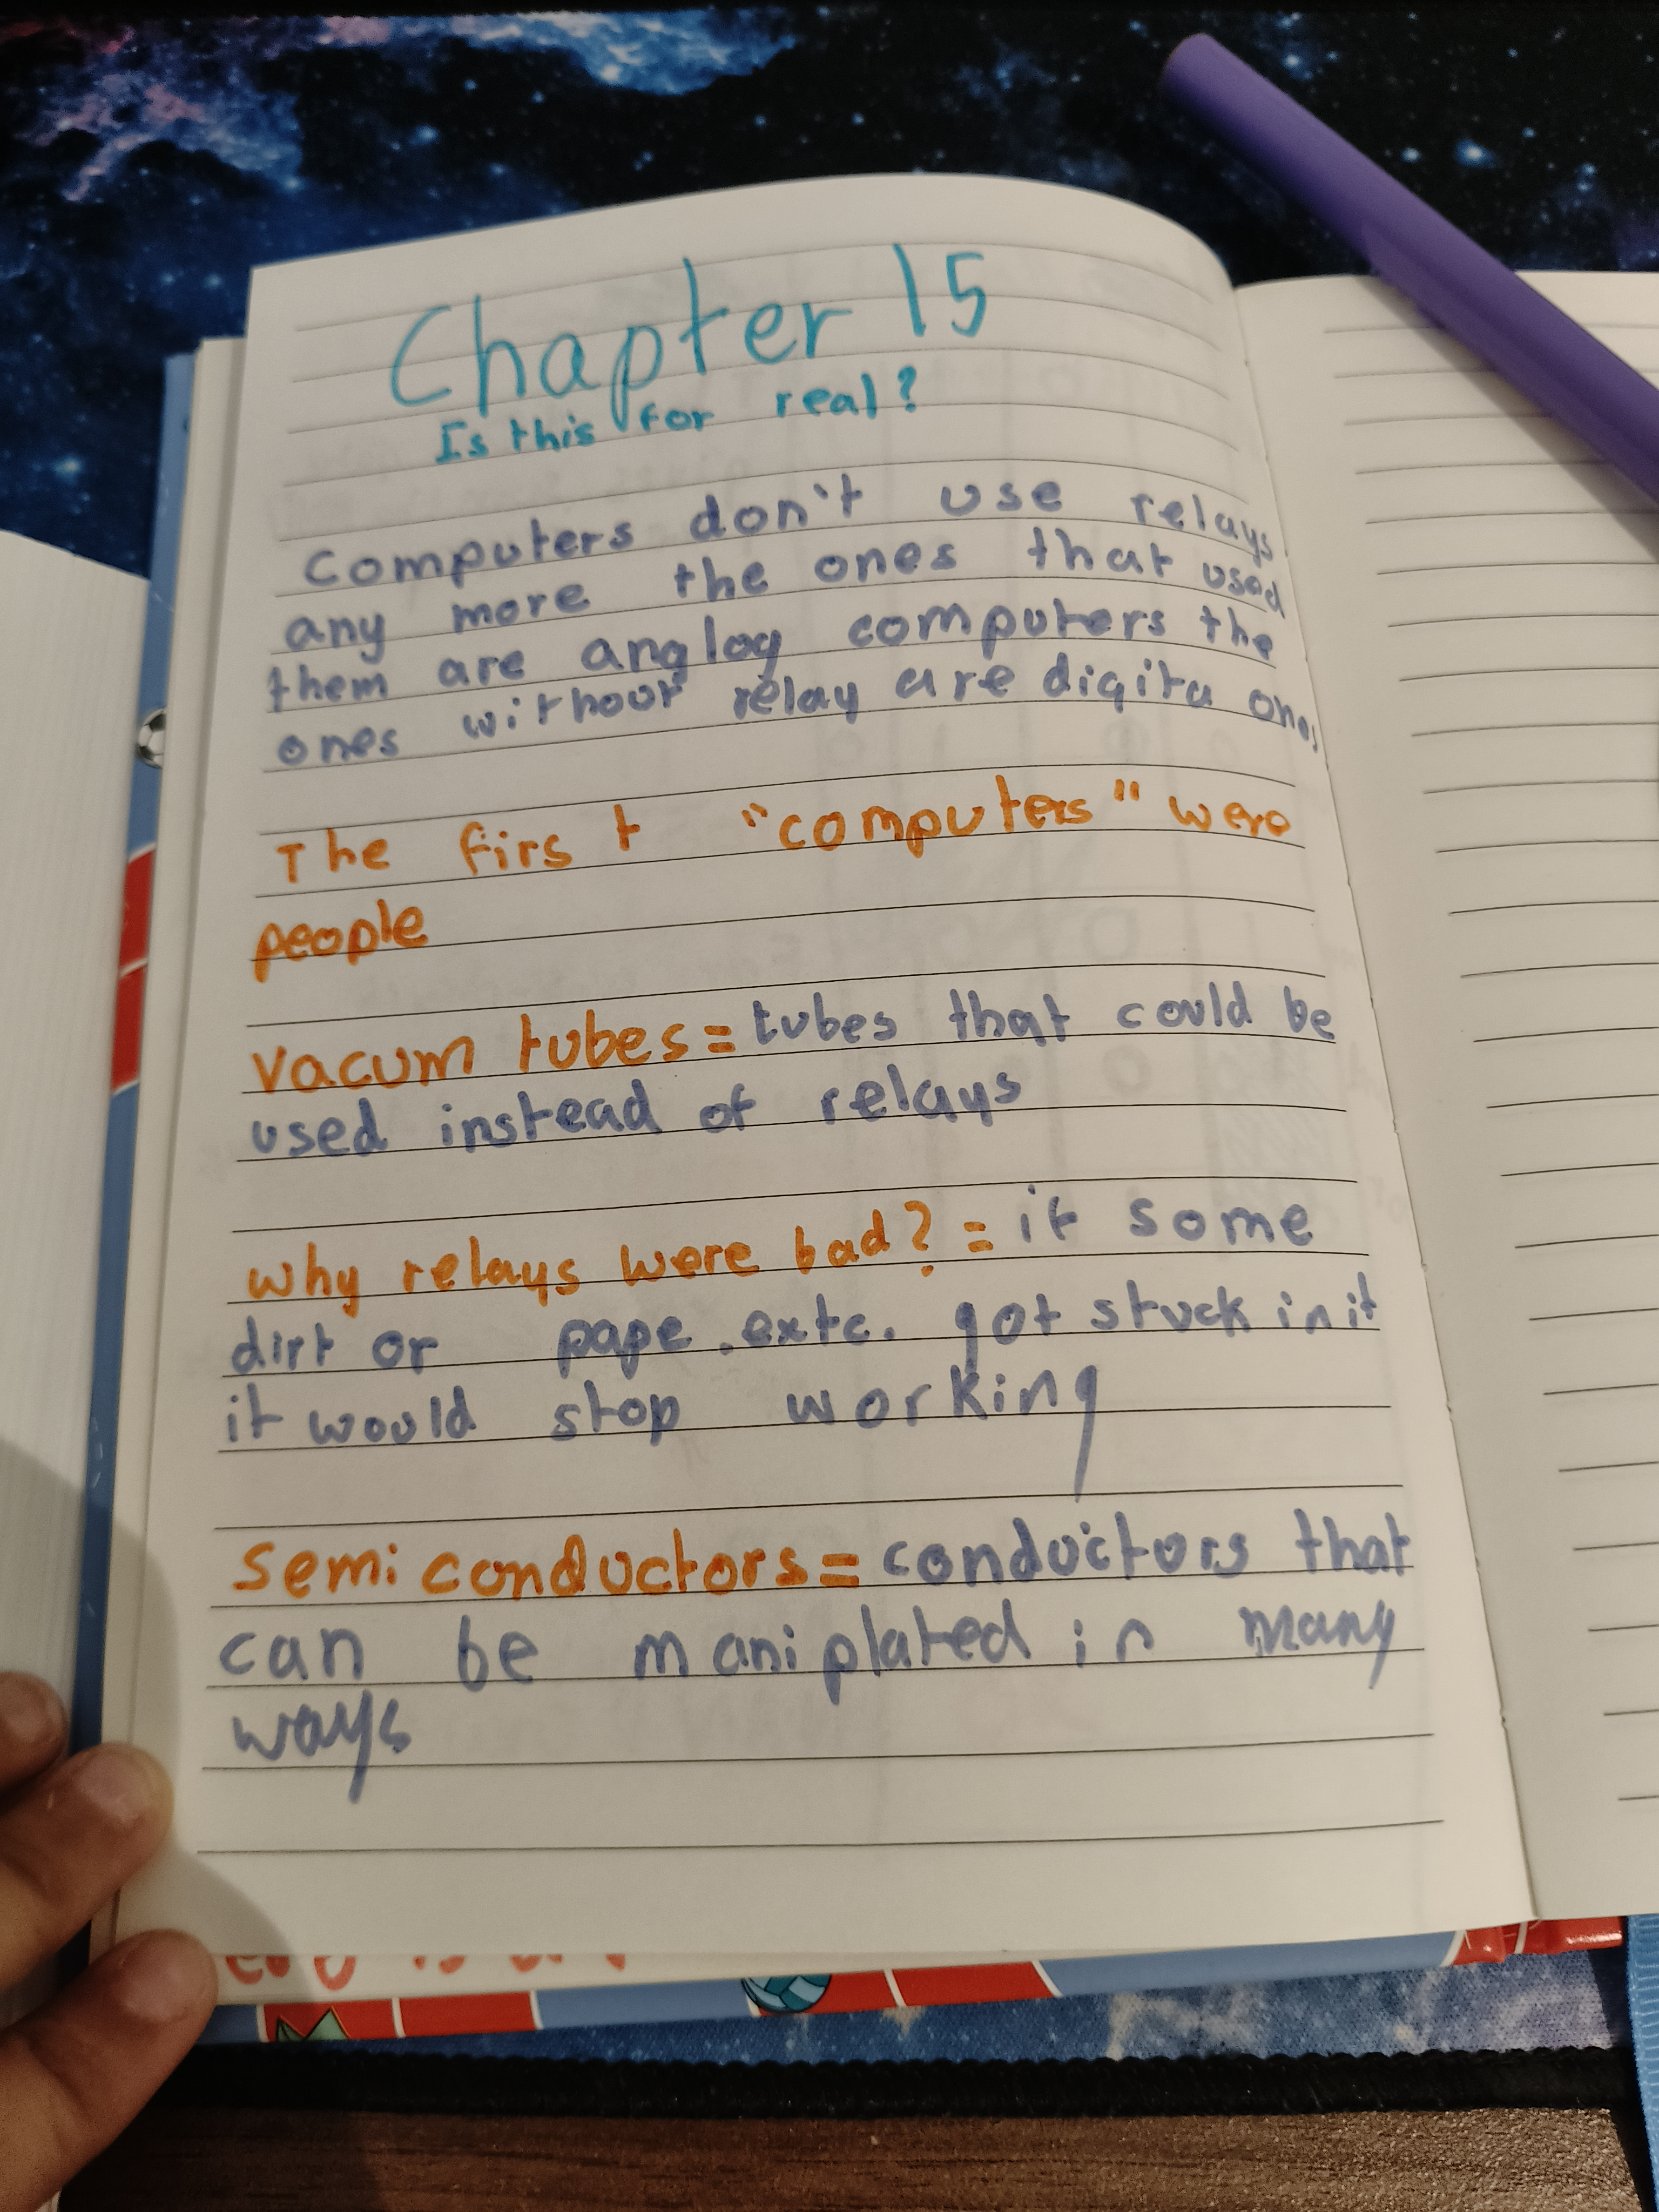 Chapter 15
Is this for real?
Computers don't use relays
any more the ones that used
them are anglog computers the
ones without relay are digita ones
The first "computers" were
people
Vacum tubes = tubes that could be
used instead of relays
Why relays were bad? = it some
dirt or pape. extc. got stuck in it
it would stop working
Semi conductors = conductors that
can be maniplated in many
ways